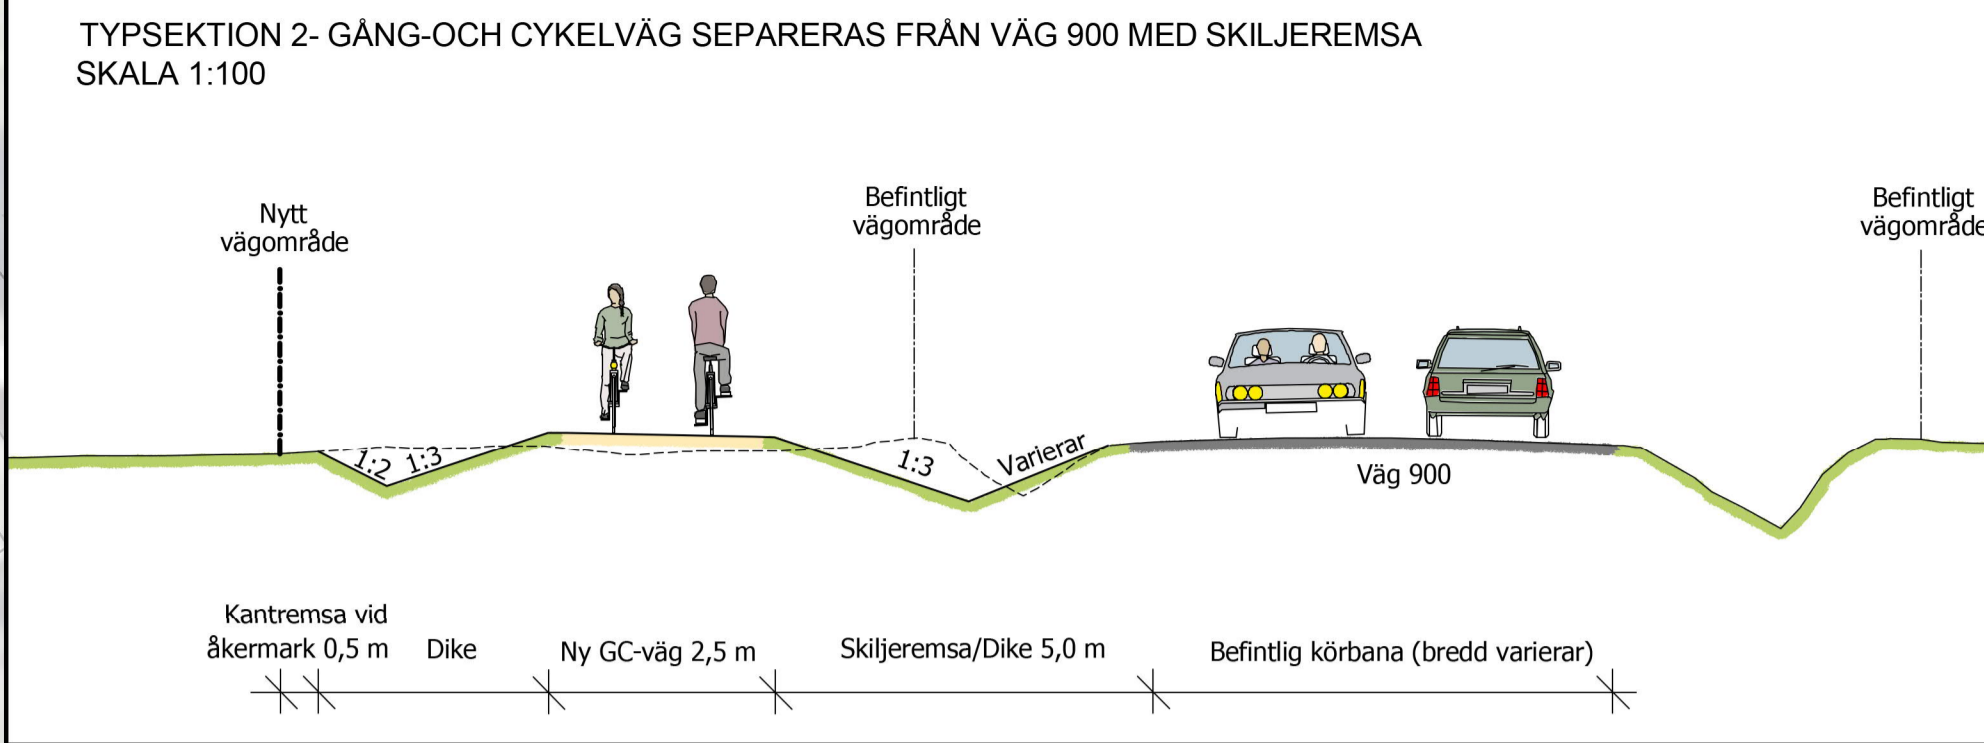 TYPSEKTION 2- GÅNG-OCH CYKELVÄG SEPARERAS FRÅN VÄG 900 MED SKILJEREMSA
SKALA 1:100
Nytt
vägområde
Befintligt
vägområde
Befintligt
vägområde
1:2
1:3
1:3
Varierar
Väg 900
Kantremsa vid
åkermark 0,5 m
Dike
Ny GC-väg 2,5 m
Skiljeremsa/Dike 5,0 m
Befintlig körbana (bredd varierar)